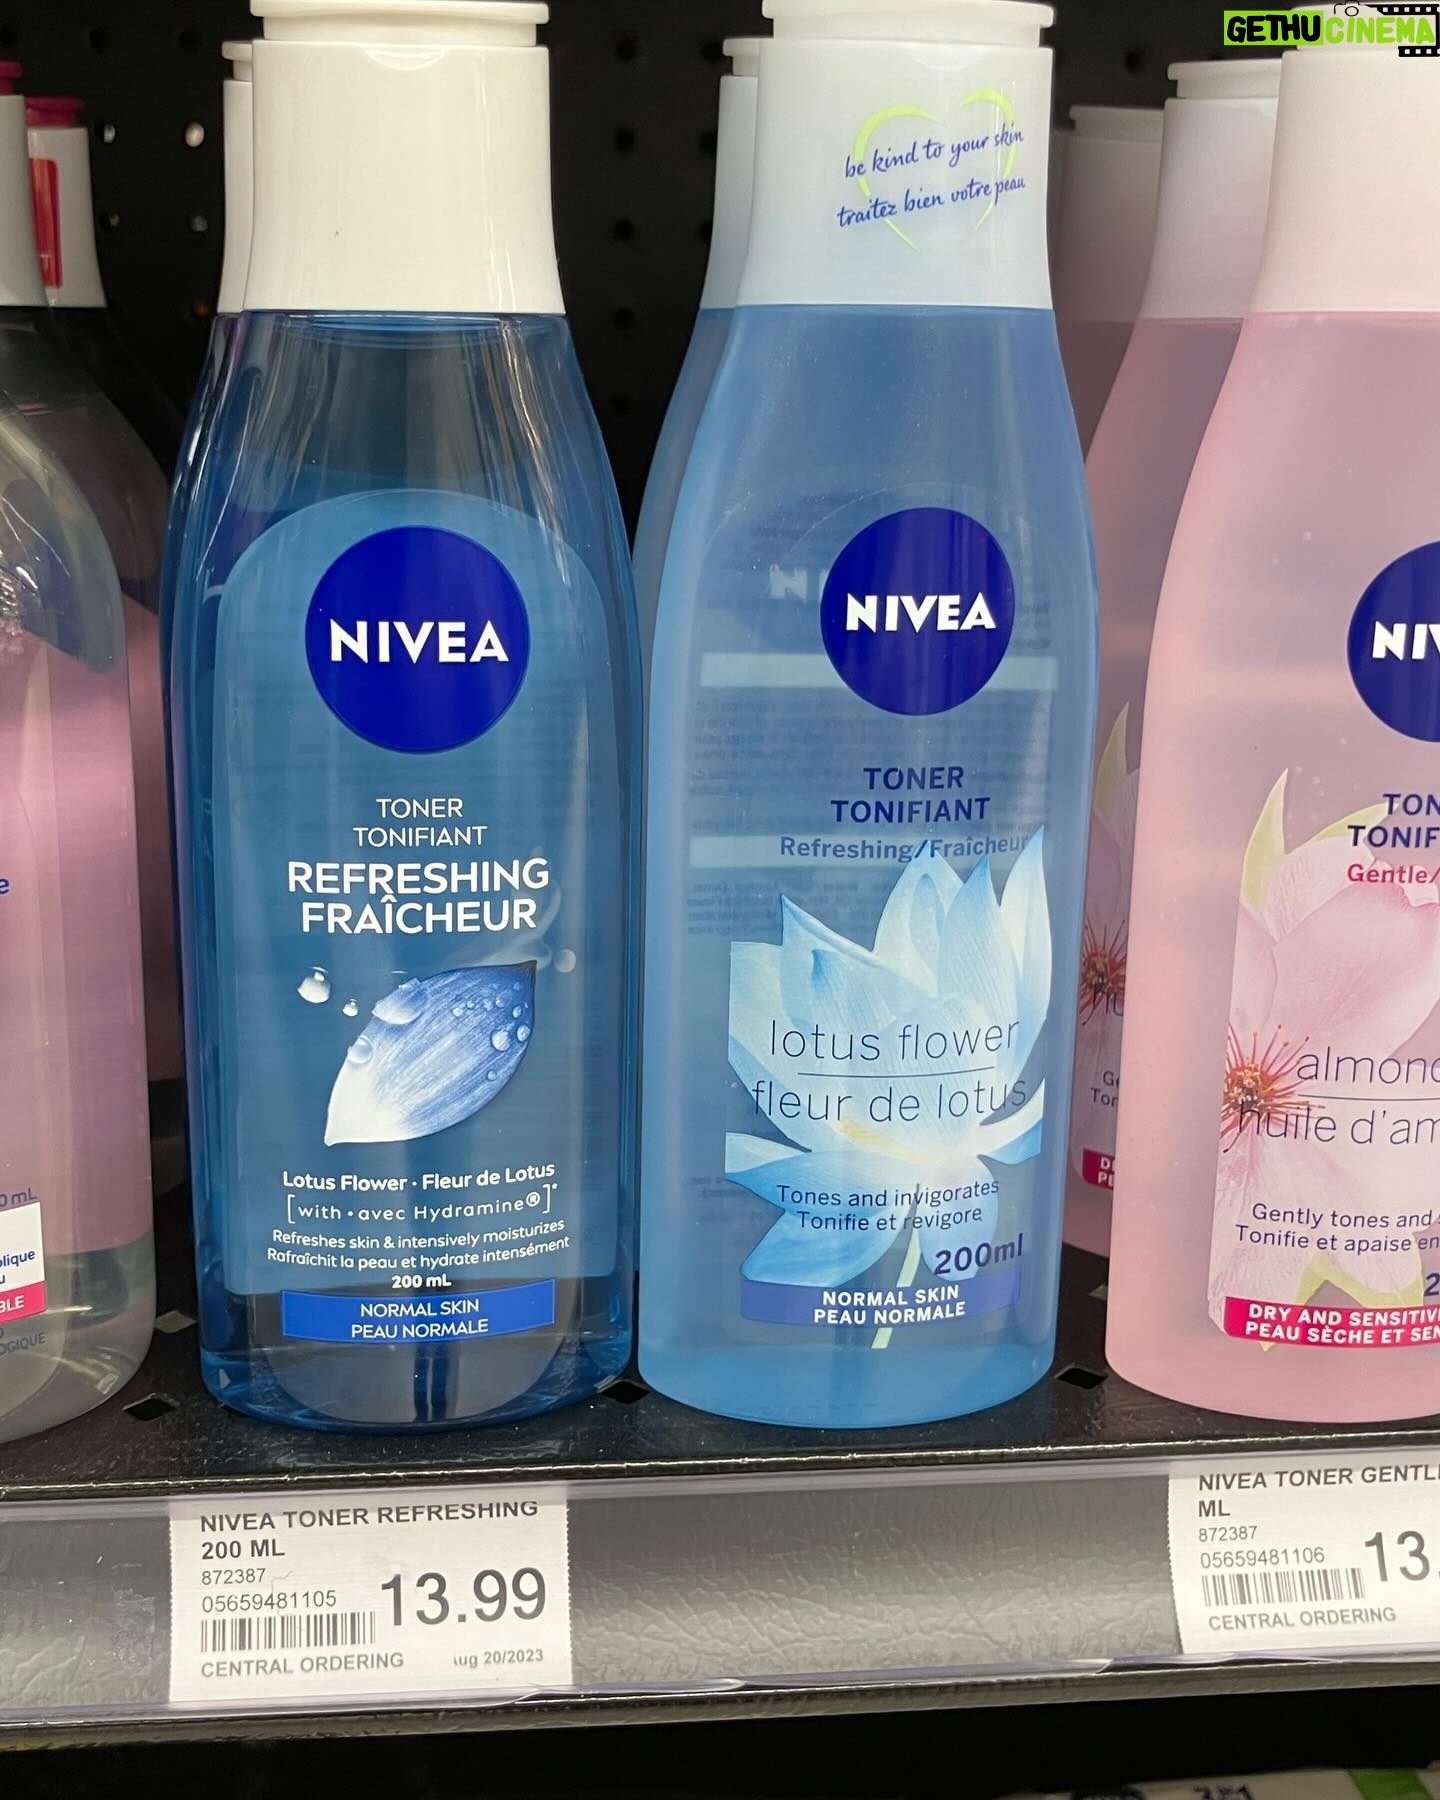 GETHUCINEMA
be kind to your skin
traitez bien votre peau
NIVEA
TONER
TONIFIANT
REFRESHING
FRAÎCHEUR
Lotus Flower · Fleur de Lotus
[with · avec Hydramine®]*
Refreshes skin & intensively moisturizes
Rafraîchit la peau et hydrate intensément
200 mL
NORMAL SKIN
PEAU NORMALE
NIVEA
TONER
TONIFIANT
Refreshing/Fraîcheur
lotus flower
fleur de lotus
Tones and invigorates
Tonifie et revigore
200ml
NORMAL SKIN
PEAU NORMALE
NIV
TON
TONIF
Gentle/
almond
huile d'am
Gently tones and
Tonifie et apaise en
DRY AND SENSITIV
PEAU SÈCHE ET SEN
NIVEA TONER REFRESHING
200 ML
872387
05659481105
13.99
CENTRAL ORDERING
ug 20/2023
NIVEA TONER GENTL
ML
872387
05659481106
13.
CENTRAL ORDERING